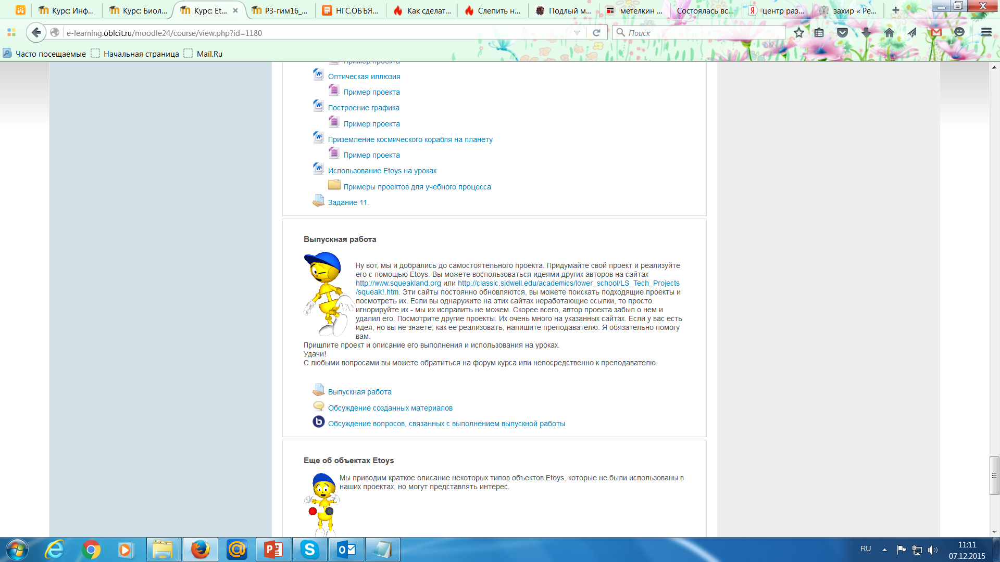 Курс: Инф...
Курс: Биол...
Курс: Et...
Р3-гим16_...
НГС.ОБЪЯ...
Как сделат...
Слепить н...
Подлый м...
метелкин ...
Состоялась вс...
центр раз...
захир « Ре...
e-learning.oblcit.ru/moodle24/course/view.php?id=1180
Поиск
Часто посещаемые
Начальная страница
Mail.Ru
Пример проекта
Оптическая иллюзия
Пример проекта
Построение графика
Пример проекта
Приземление космического корабля на планету
Пример проекта
Использование Etoys на уроках
Примеры проектов для учебного процесса
Задание 11.
Выпускная работа
Ну вот, мы и добрались до самостоятельного проекта. Придумайте свой проект и реализуйте
его с помощью Etoys. Вы можете воспользоваться идеями других авторов на сайтах
http://www.squeakland.org или http://classic.sidwell.edu/academics/lower_school/LS_Tech_Projects
/squeak!.htm. Эти сайты постоянно обновляются, вы можете поискать подходящие проекты и
посмотреть их. Если вы однаружите на этих сайтах неработающие ссылки, то просто
игнорируйте их - мы их исправить не можем. Скорее всего, автор проекта забыл о нем и
удалил его. Посмотрите другие проекты. Их очень много на указанных сайтах. Если у вас есть
идея, но вы не знаете, как ее реализовать, напишите преподавателю. Я обязательно помогу
вам.
Пришлите проект и описание его выполнения и использования на уроках.
Удачи!
С любыми вопросами вы можете обратиться на форум курса или непосредственно к преподавателю.
Выпускная работа
Обсуждение созданных материалов
Обсуждение вопросов, связанных с выполнением выпускной работы
Еще об объектах Etoys
Мы приводим краткое описание некоторых типов объектов Etoys, которые не были использованы в
наших проектах, но могут представлять интерес.
RU
11:11
07.12.2015